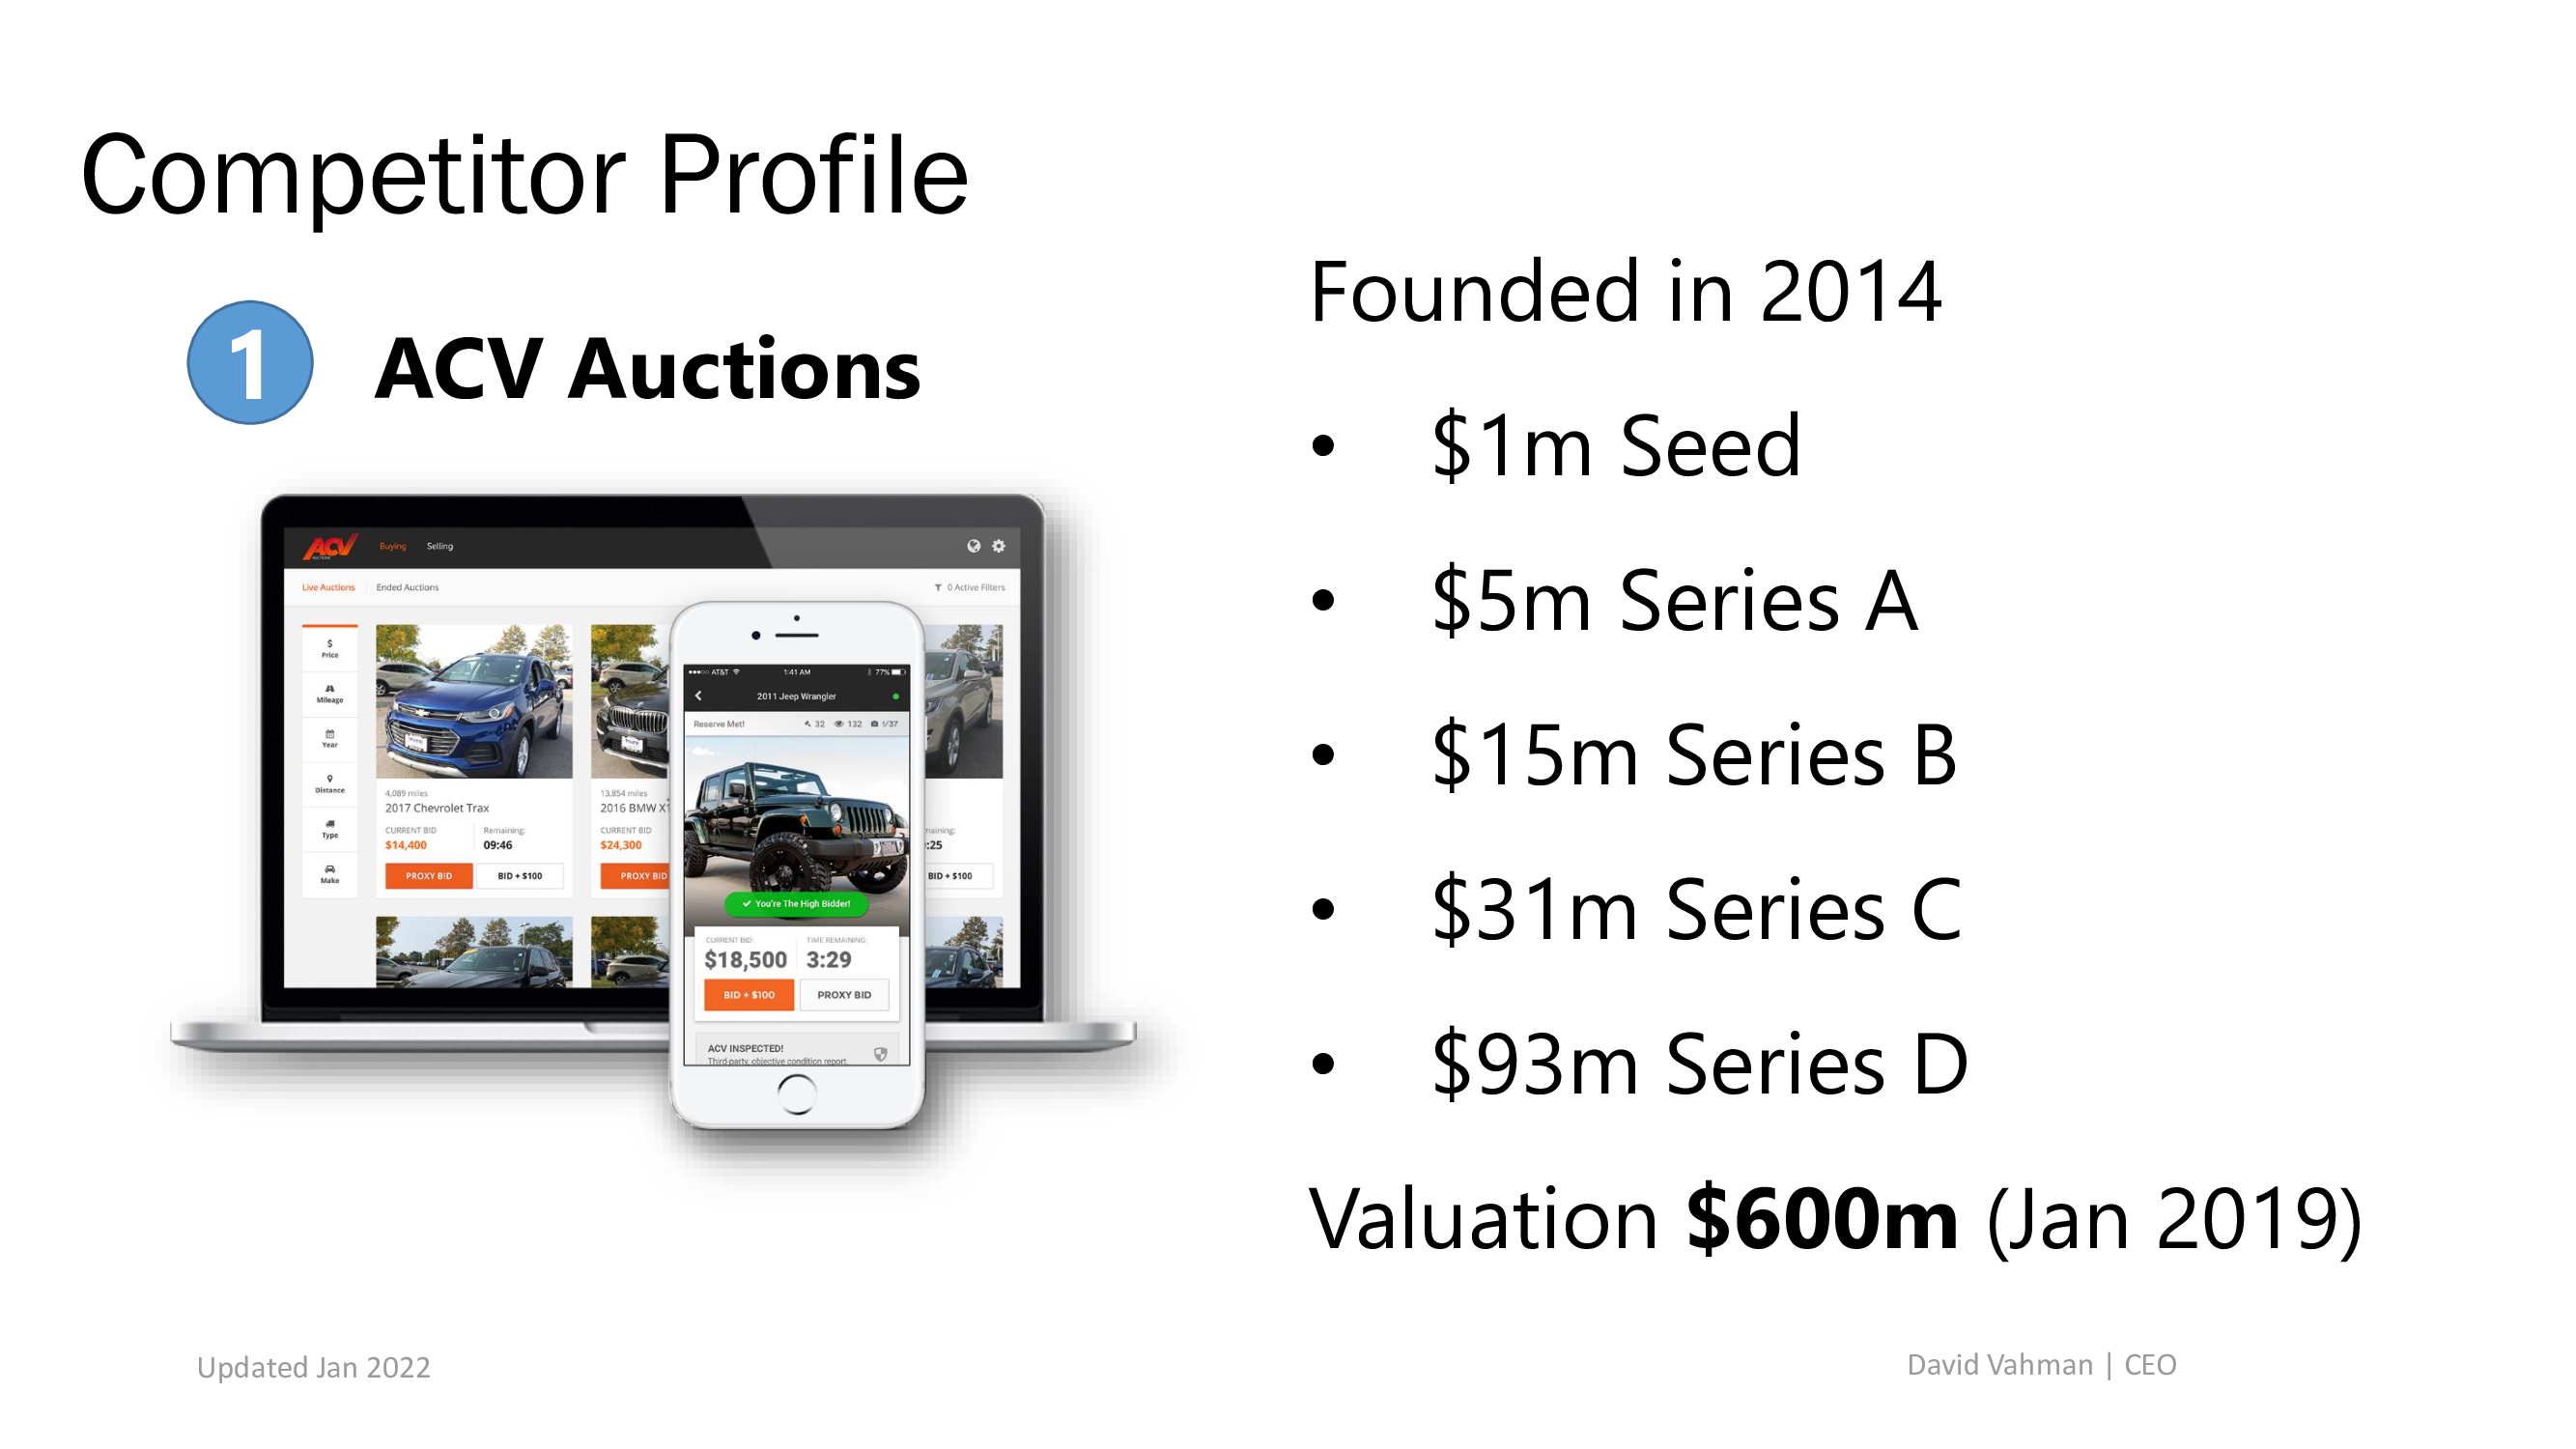 Competitor Profile
1
ACV Auctions
ACV
AUCTIONS
Buying
Selling
Live Auctions
Ended Auctions
0 Active Filters
$
Price
Mileage
Year
Distance
Type
Make
4,089 miles
2017 Chevrolet Trax
CURRENT BID
Remaining:
$14,400
09:46
PROXY BID
BID + $100
13,854 miles
2016 BMW X1
CURRENT BID
$24,300
PROXY BID
maining:
:25
BID + $100
AT&T
1:41 AM
77%
2011 Jeep Wrangler
Reserve Met!
32
132
1/37
You're The High Bidder!
CURRENT BID:
TIME REMAINING:
$18,500
3:29
BID + $100
PROXY BID
ACV INSPECTED!
Third-party, objective condition report.
Founded in 2014
• $1m Seed
• $5m Series A
• $15m Series B
• $31m Series C
• $93m Series D
Valuation $600m (Jan 2019)
Updated Jan 2022
David Vahman | CEO